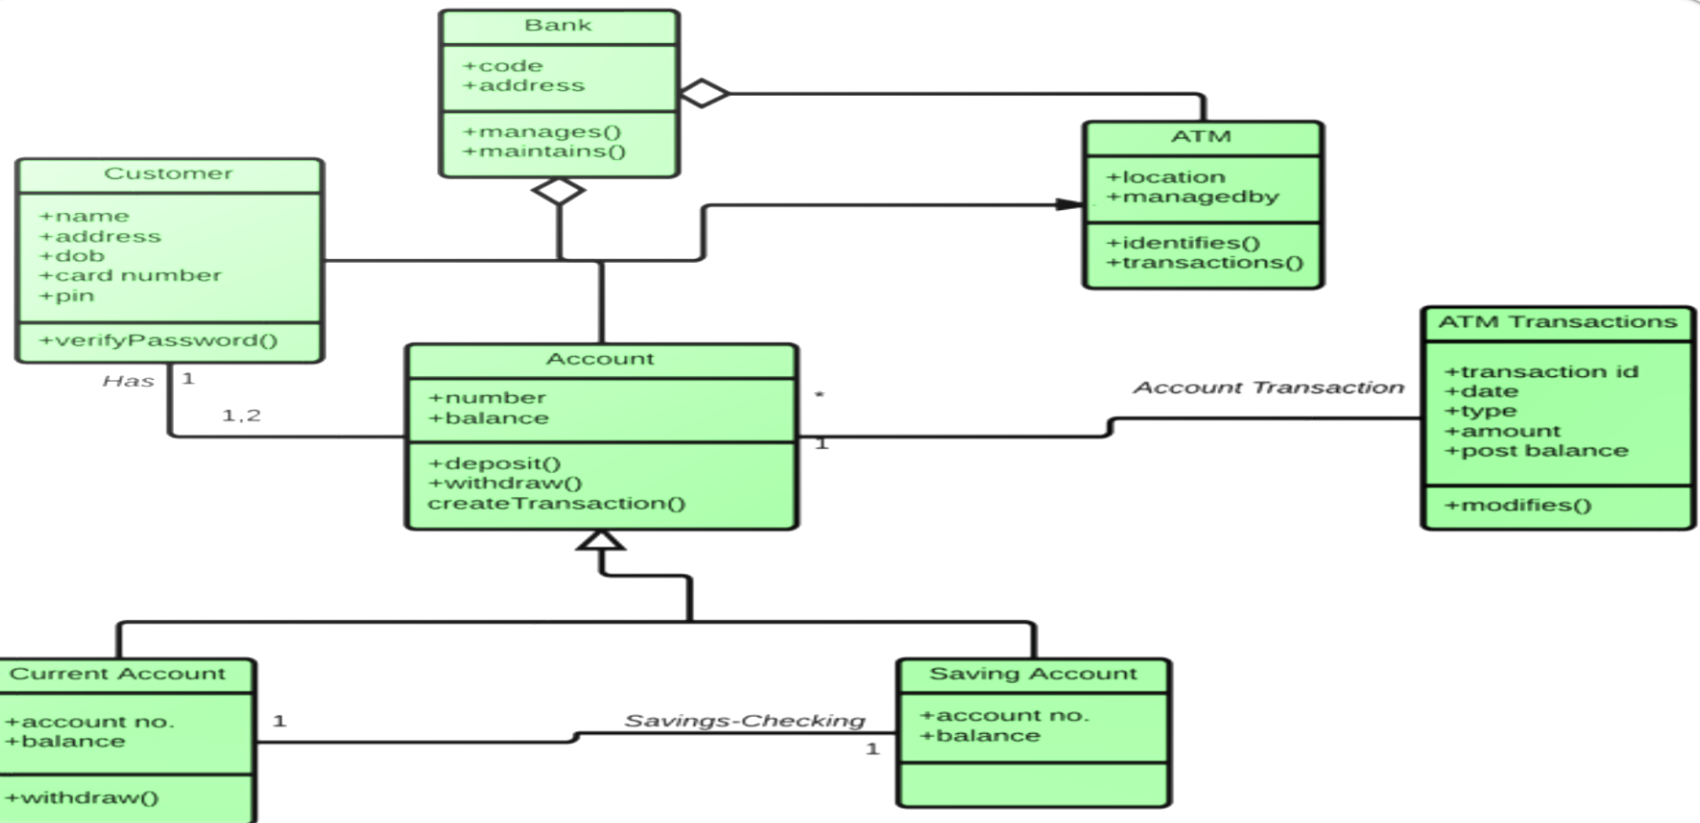 Bank
+code
+address
+manages()
+maintains()
ATM
+location
+managedby
+identifies()
+transactions()
Customer
+name
+address
+dob
+card number
+pin
+verifyPassword()
Has
1
1,2
Account
+number
+balance
+deposit()
+withdraw()
createTransaction()
*
1
Account Transaction
ATM Transactions
+transaction id
+date
+type
+amount
+post balance
+modifies()
Current Account
+account no.
+balance
+withdraw()
1
Savings-Checking
1
Saving Account
+account no.
+balance